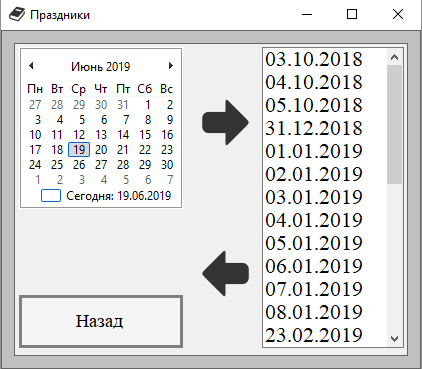 Праздники
Июнь 2019
Пн Вт Ср Чт Пт Сб Вс
27 28 29 30 31 1 2
3 4 5 6 7 8 9
10 11 12 13 14 15 16
17 18 19 20 21 22 23
24 25 26 27 28 29 30
1 2 3 4 5 6 7
Сегодня: 19.06.2019
Назад
03.10.2018
04.10.2018
05.10.2018
31.12.2018
01.01.2019
02.01.2019
03.01.2019
04.01.2019
05.01.2019
06.01.2019
07.01.2019
08.01.2019
23.02.2019